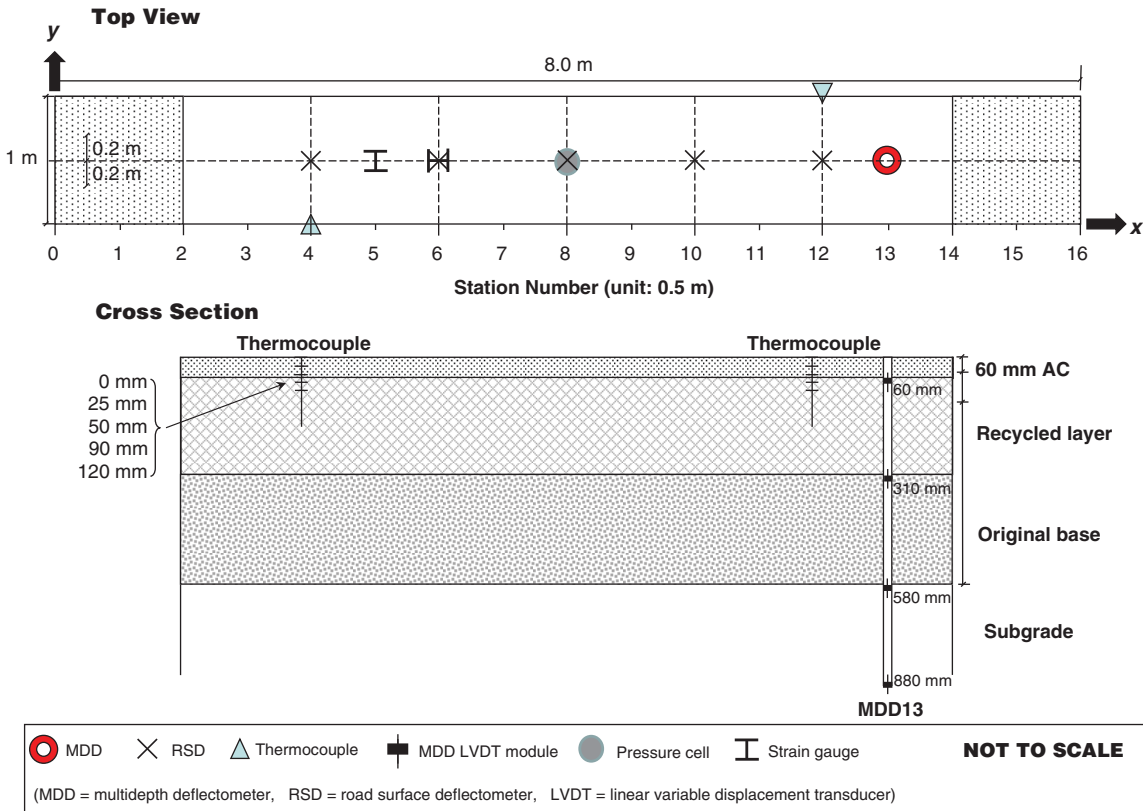 Top View
y
8.0 m
1 m
0.2 m
0.2 m
x
0 1 2 3 4 5 6 7 8 9 10 11 12 13 14 15 16
Station Number (unit: 0.5 m)
Cross Section
Thermocouple
Thermocouple
0 mm
25 mm
50 mm
90 mm
120 mm
60 mm AC
60 mm
Recycled layer
310 mm
Original base
580 mm
Subgrade
880 mm
MDD13
MDD RSD Thermocouple MDD LVDT module Pressure cell Strain gauge NOT TO SCALE
(MDD = multidepth deflectometer, RSD = road surface deflectometer, LVDT = linear variable displacement transducer)